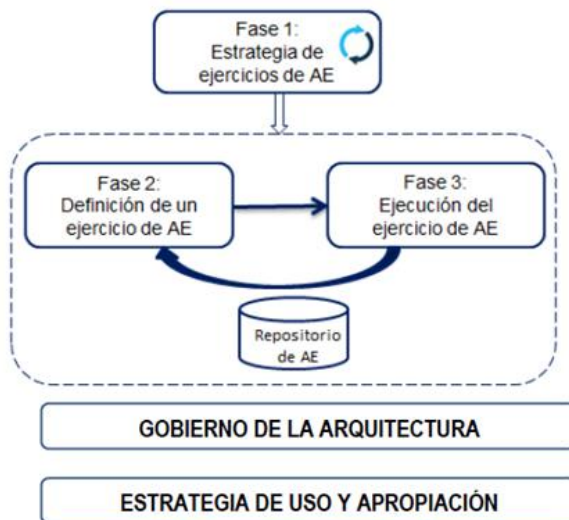 Fase 1:
Estrategia de
ejercicios de AE
Fase 2:
Definición de un
ejercicio de AE
Fase 3:
Ejecución del
ejercicio de AE
Repositorio
de AE
GOBIERNO DE LA ARQUITECTURA
ESTRATEGIA DE USO Y APROPIACIÓN